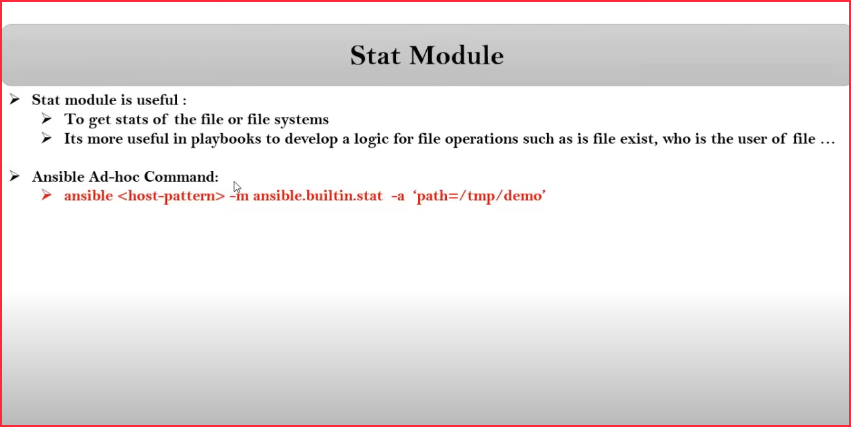 Stat Module
➤ Stat module is useful :
➤ To get stats of the file or file systems
➤ Its more useful in playbooks to develop a logic for file operations such as is file exist, who is the user of file …
➤ Ansible Ad-hoc Command:
➤ ansible <host-pattern> -m ansible.builtin.stat -a ‘path=/tmp/demo’